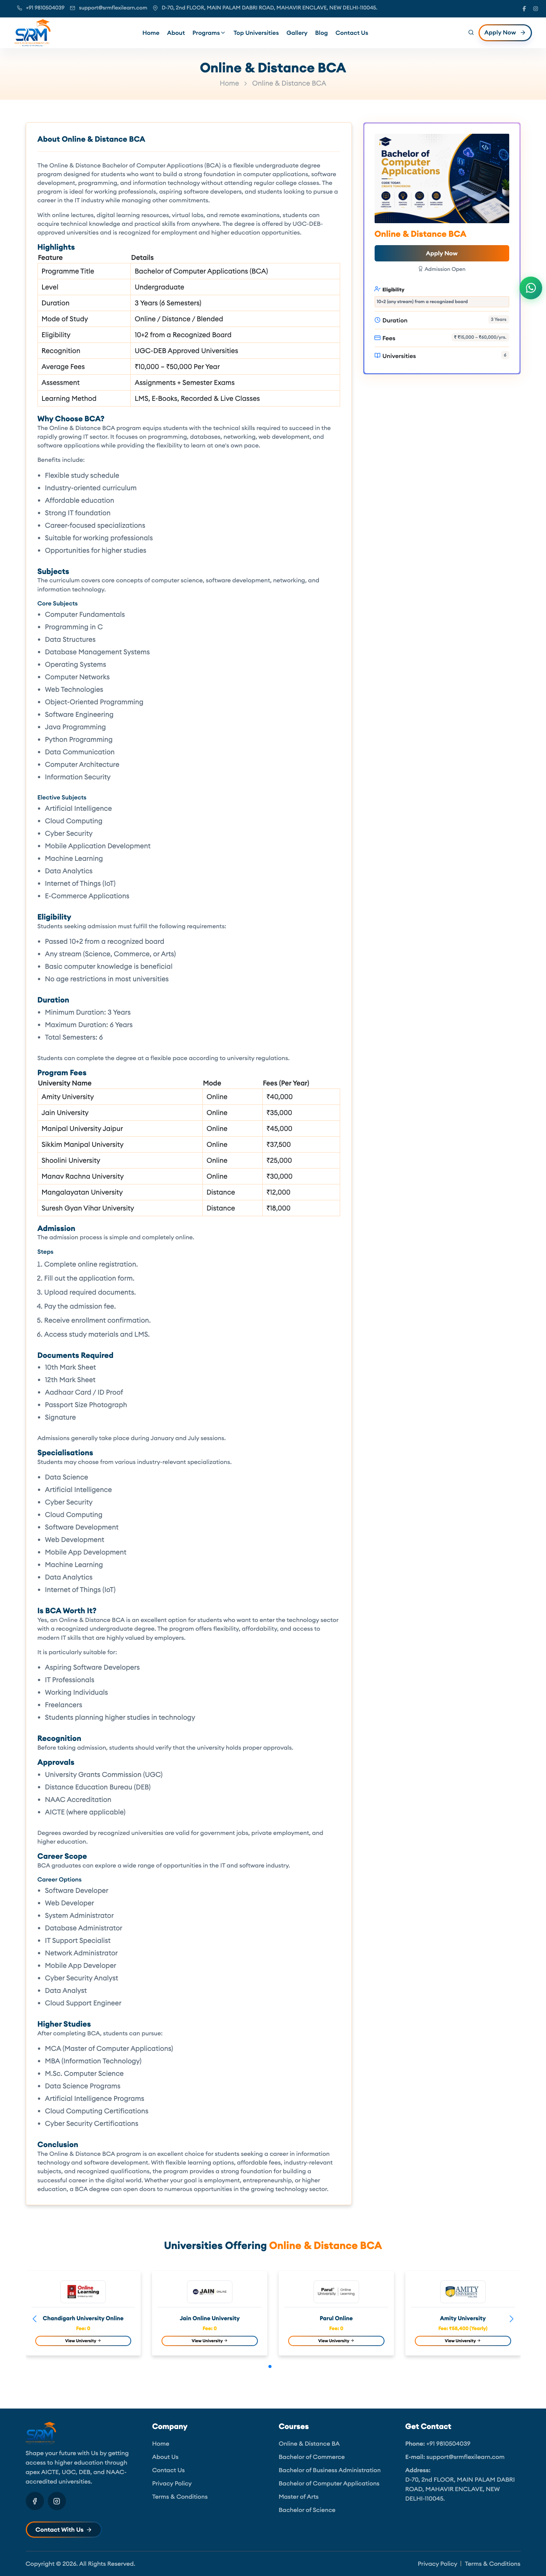 +91 9810504039 support@srmflexilearn.com D-70, 2nd FLOOR, MAIN PALAM DABRI ROAD, MAHAVIR ENCLAVE, NEW DELHI-110045.
SRM
Home About Programs Top Universities Gallery Blog Contact Us
Apply Now →
Online & Distance BCA
Home › Online & Distance BCA
About Online & Distance BCA
The Online & Distance Bachelor of Computer Applications (BCA) is a flexible undergraduate degree
program designed for students who want to build a strong foundation in computer applications, software
development, programming, and information technology without attending regular college classes. The
program is ideal for working professionals, aspiring software developers, and students looking to pursue a
career in the IT industry while managing other commitments.
With online lectures, digital learning resources, virtual labs, and remote examinations, students can
acquire technical knowledge and practical skills from anywhere. The degree is offered by UGC-DEB-
approved universities and is recognized for employment and higher education opportunities.
Highlights
Feature Details
Programme Title Bachelor of Computer Applications (BCA)
Level Undergraduate
Duration 3 Years (6 Semesters)
Mode of Study Online / Distance / Blended
Eligibility 10+2 from a Recognized Board
Recognition UGC-DEB Approved Universities
Average Fees ₹10,000 – ₹50,000 Per Year
Assessment Assignments + Semester Exams
Learning Method LMS, E-Books, Recorded & Live Classes
Why Choose BCA?
The Online & Distance BCA program equips students with the technical skills required to succeed in the
rapidly growing IT sector. It focuses on programming, databases, networking, web development, and
software applications while providing the flexibility to learn at one's own pace.
Benefits include:
• Flexible study schedule
• Industry-oriented curriculum
• Affordable education
• Strong IT foundation
• Career-focused specializations
• Suitable for working professionals
• Opportunities for higher studies
Subjects
The curriculum covers core concepts of computer science, software development, networking, and
information technology.
Core Subjects
• Computer Fundamentals
• Programming in C
• Data Structures
• Database Management Systems
• Operating Systems
• Computer Networks
• Web Technologies
• Object-Oriented Programming
• Software Engineering
• Java Programming
• Python Programming
• Data Communication
• Computer Architecture
• Information Security
Elective Subjects
• Artificial Intelligence
• Cloud Computing
• Cyber Security
• Mobile Application Development
• Machine Learning
• Data Analytics
• Internet of Things (IoT)
• E-Commerce Applications
Eligibility
Students seeking admission must fulfill the following requirements:
• Passed 10+2 from a recognized board
• Any stream (Science, Commerce, or Arts)
• Basic computer knowledge is beneficial
• No age restrictions in most universities
Duration
• Minimum Duration: 3 Years
• Maximum Duration: 6 Years
• Total Semesters: 6
Students can complete the degree at a flexible pace according to university regulations.
Program Fees
University Name Mode Fees (Per Year)
Amity University Online ₹40,000
Jain University Online ₹35,000
Manipal University Jaipur Online ₹45,000
Sikkim Manipal University Online ₹37,500
Shoolini University Online ₹25,000
Manav Rachna University Online ₹30,000
Mangalayatan University Distance ₹12,000
Suresh Gyan Vihar University Distance ₹18,000
Admission
The admission process is simple and completely online.
Steps
1. Complete online registration.
2. Fill out the application form.
3. Upload required documents.
4. Pay the admission fee.
5. Receive enrollment confirmation.
6. Access study materials and LMS.
Documents Required
• 10th Mark Sheet
• 12th Mark Sheet
• Aadhaar Card / ID Proof
• Passport Size Photograph
• Signature
Admissions generally take place during January and July sessions.
Specialisations
Students may choose from various industry-relevant specializations.
• Data Science
• Artificial Intelligence
• Cyber Security
• Cloud Computing
• Software Development
• Web Development
• Mobile App Development
• Machine Learning
• Data Analytics
• Internet of Things (IoT)
Is BCA Worth It?
Yes, an Online & Distance BCA is an excellent option for students who want to enter the technology sector
with a recognized undergraduate degree. The program offers flexibility, affordability, and access to
modern IT skills that are highly valued by employers.
It is particularly suitable for:
• Aspiring Software Developers
• IT Professionals
• Working Individuals
• Freelancers
• Students planning higher studies in technology
Recognition
Before taking admission, students should verify that the university holds proper approvals.
Approvals
• University Grants Commission (UGC)
• Distance Education Bureau (DEB)
• NAAC Accreditation
• AICTE (where applicable)
Degrees awarded by recognized universities are valid for government jobs, private employment, and
higher education.
Career Scope
BCA graduates can explore a wide range of opportunities in the IT and software industry.
Career Options
• Software Developer
• Web Developer
• System Administrator
• Database Administrator
• IT Support Specialist
• Network Administrator
• Mobile App Developer
• Cyber Security Analyst
• Data Analyst
• Cloud Support Engineer
Higher Studies
After completing BCA, students can pursue:
• MCA (Master of Computer Applications)
• MBA (Information Technology)
• M.Sc. Computer Science
• Data Science Programs
• Artificial Intelligence Programs
• Cloud Computing Certifications
• Cyber Security Certifications
Conclusion
The Online & Distance BCA program is an excellent choice for students seeking a career in information
technology and software development. With flexible learning options, affordable fees, industry-relevant
subjects, and recognized qualifications, the program provides a strong foundation for building a
successful career in the digital world. Whether your goal is employment, entrepreneurship, or higher
education, a BCA degree can open doors to numerous opportunities in the growing technology sector.
Bachelor of
Computer
Applications
Online & Distance BCA
Apply Now
Admission Open
Eligibility
10+2 (any stream) from a recognized board
Duration 3 Years
Fees ₹ ₹15,000 – ₹60,000/yrs.
Universities 6
Universities Offering Online & Distance BCA
Online Learning
Chandigarh University Online
Fee: 0
View University →
JAIN
Jain Online University
Fee: 0
View University →
Parul Online Learning
Parul Online
Fee: 0
View University →
AMITY UNIVERSITY
Amity University
Fee: ₹58,400 (Yearly)
View University →
SRM
Shape your future with Us by getting
access to higher education through
apex AICTE, UGC, DEB, and NAAC-
accredited universities.
Contact With Us →
Company
Home
About Us
Contact Us
Privacy Policy
Terms & Conditions
Courses
Online & Distance BA
Bachelor of Commerce
Bachelor of Business Administration
Bachelor of Computer Applications
Master of Arts
Bachelor of Science
Get Contact
Phone: +91 9810504039
E-mail: support@srmflexilearn.com
Address:
D-70, 2nd FLOOR, MAIN PALAM DABRI
ROAD, MAHAVIR ENCLAVE, NEW
DELHI-110045.
Copyright © 2026. All Rights Reserved.
Privacy Policy | Terms & Conditions